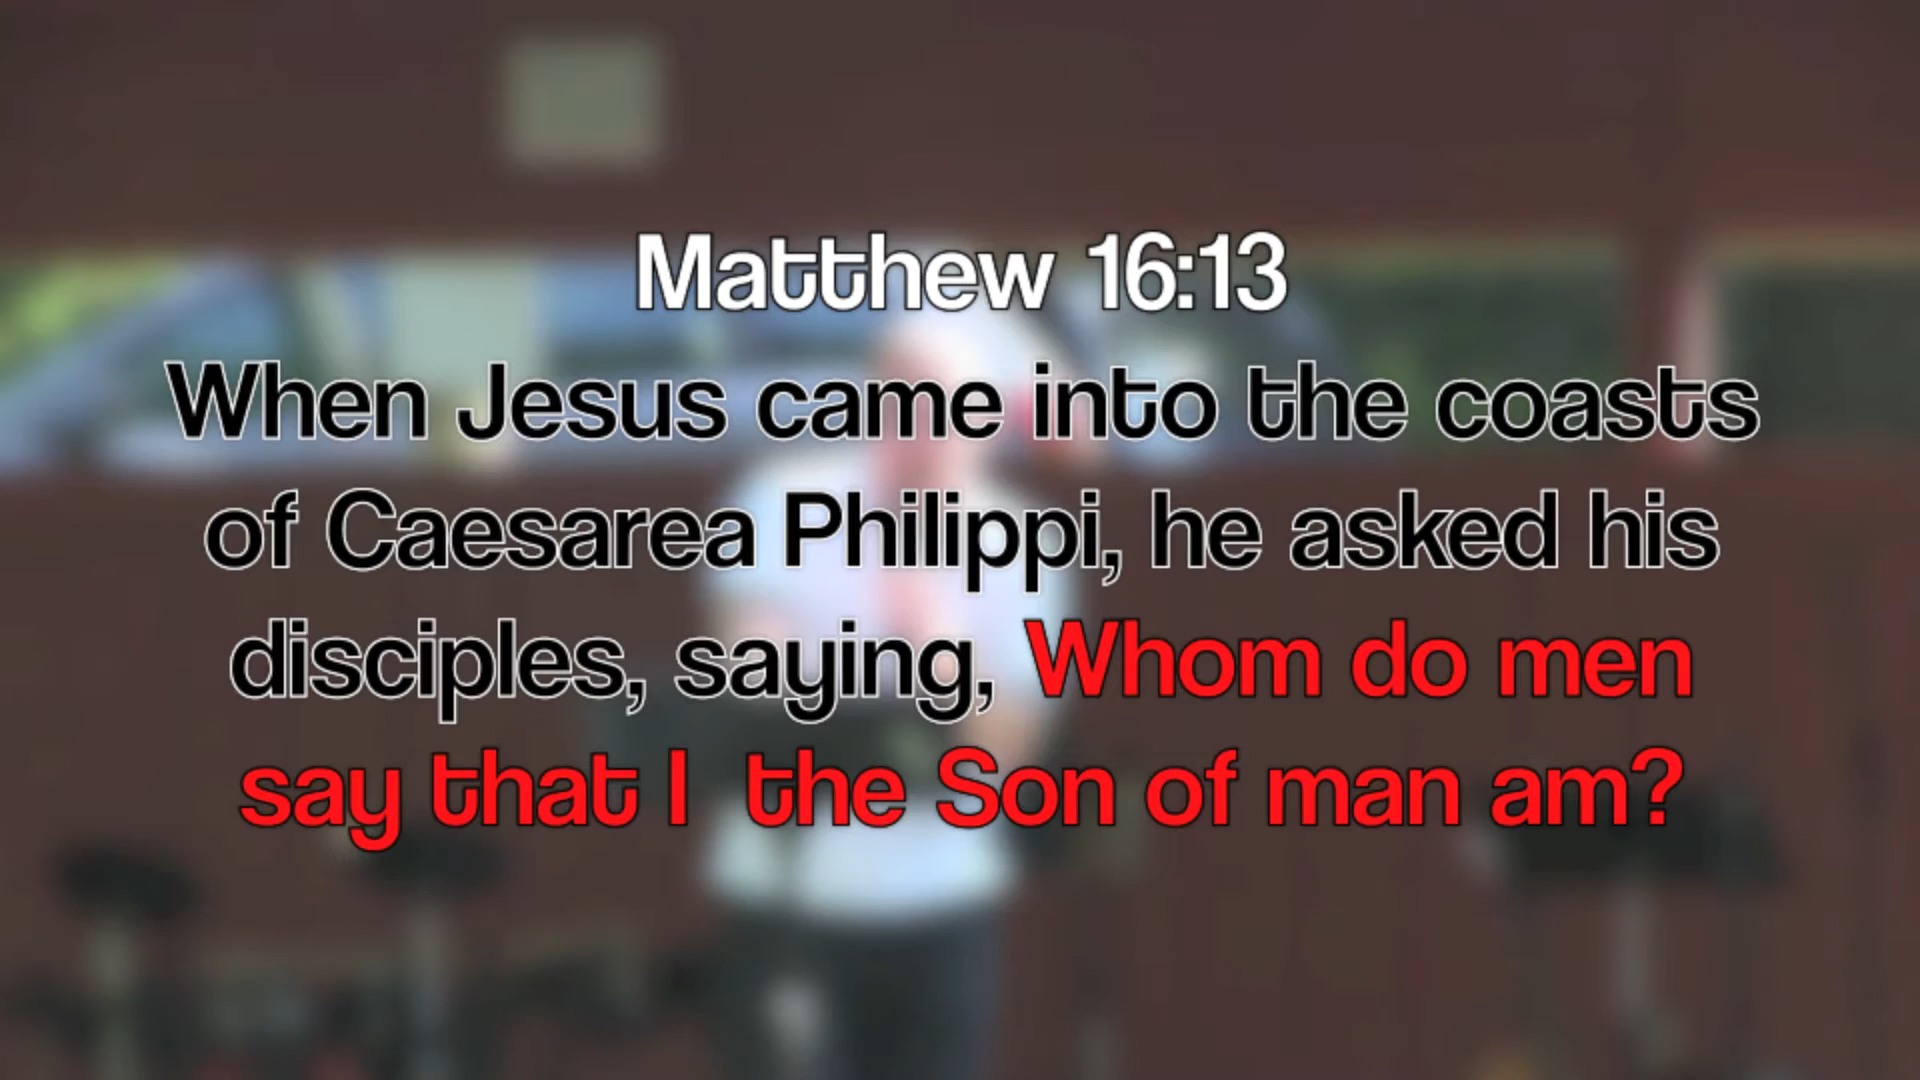 Matthew 16:13
When Jesus came into the coasts
of Caesarea Philippi, he asked his
disciples, saying, Whom do men
say that I  the Son of man am?